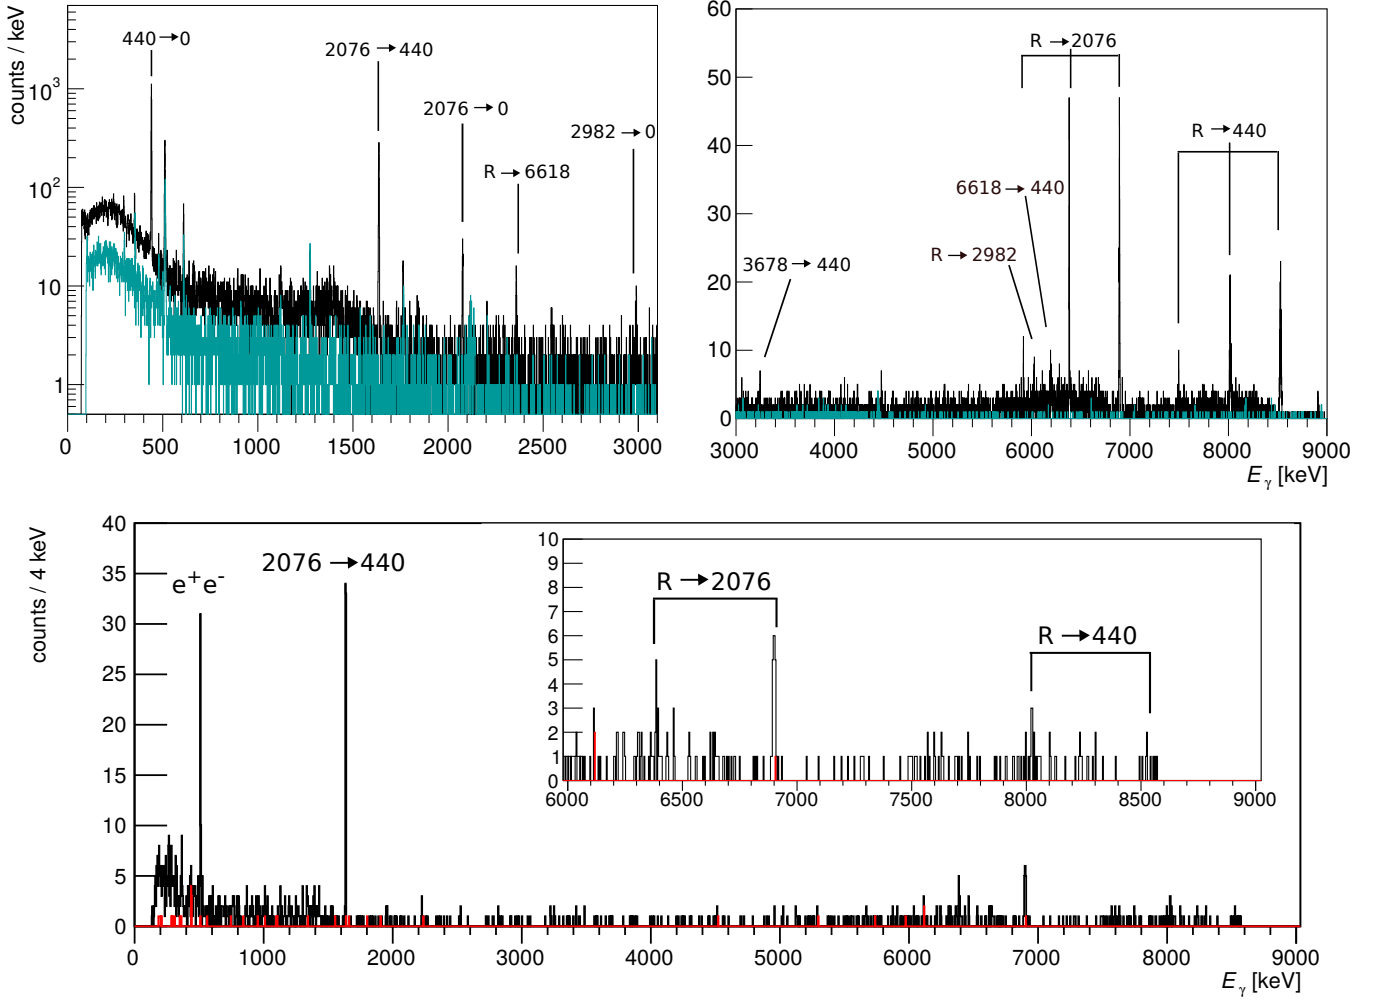 counts / keV
10³
10²
10
1
440→0
2076→440
2076→0
R→6618
2982→0
0 500 1000 1500 2000 2500 3000
60
50
40
30
20
10
0
R→2076
R→440
6618→440
R→2982
3678→440
3000 4000 5000 6000 7000 8000 9000
Eγ [keV]
counts / 4 keV
40
35
30
25
20
15
10
5
0
e⁺e⁻
2076→440
10
9
8
7
6
5
4
3
2
1
0
R→2076
R→440
6000 6500 7000 7500 8000 8500 9000
0 1000 2000 3000 4000 5000 6000 7000 8000 9000
Eγ [keV]